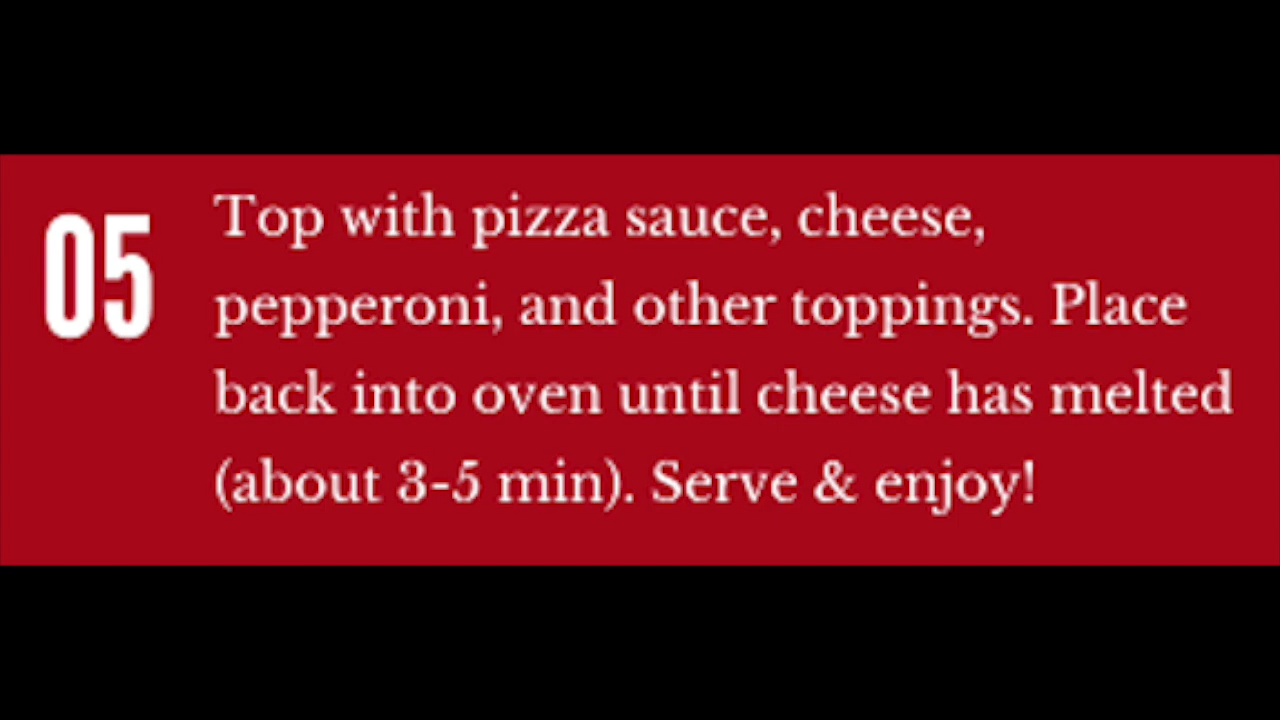 05
Top with pizza sauce, cheese,
pepperoni, and other toppings. Place
back into oven until cheese has melted
(about 3-5 min). Serve & enjoy!